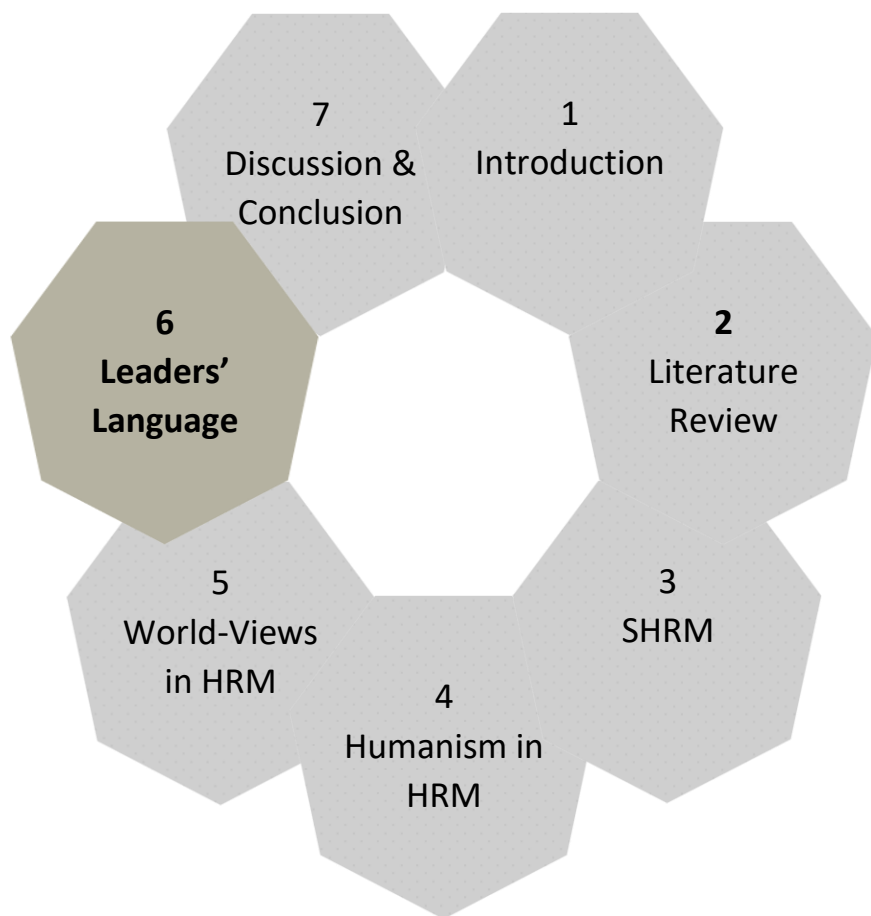 1
Introduction
2
Literature
Review
3
SHRM
4
Humanism in
HRM
5
World-Views
in HRM
6
Leaders’
Language
7
Discussion &
Conclusion